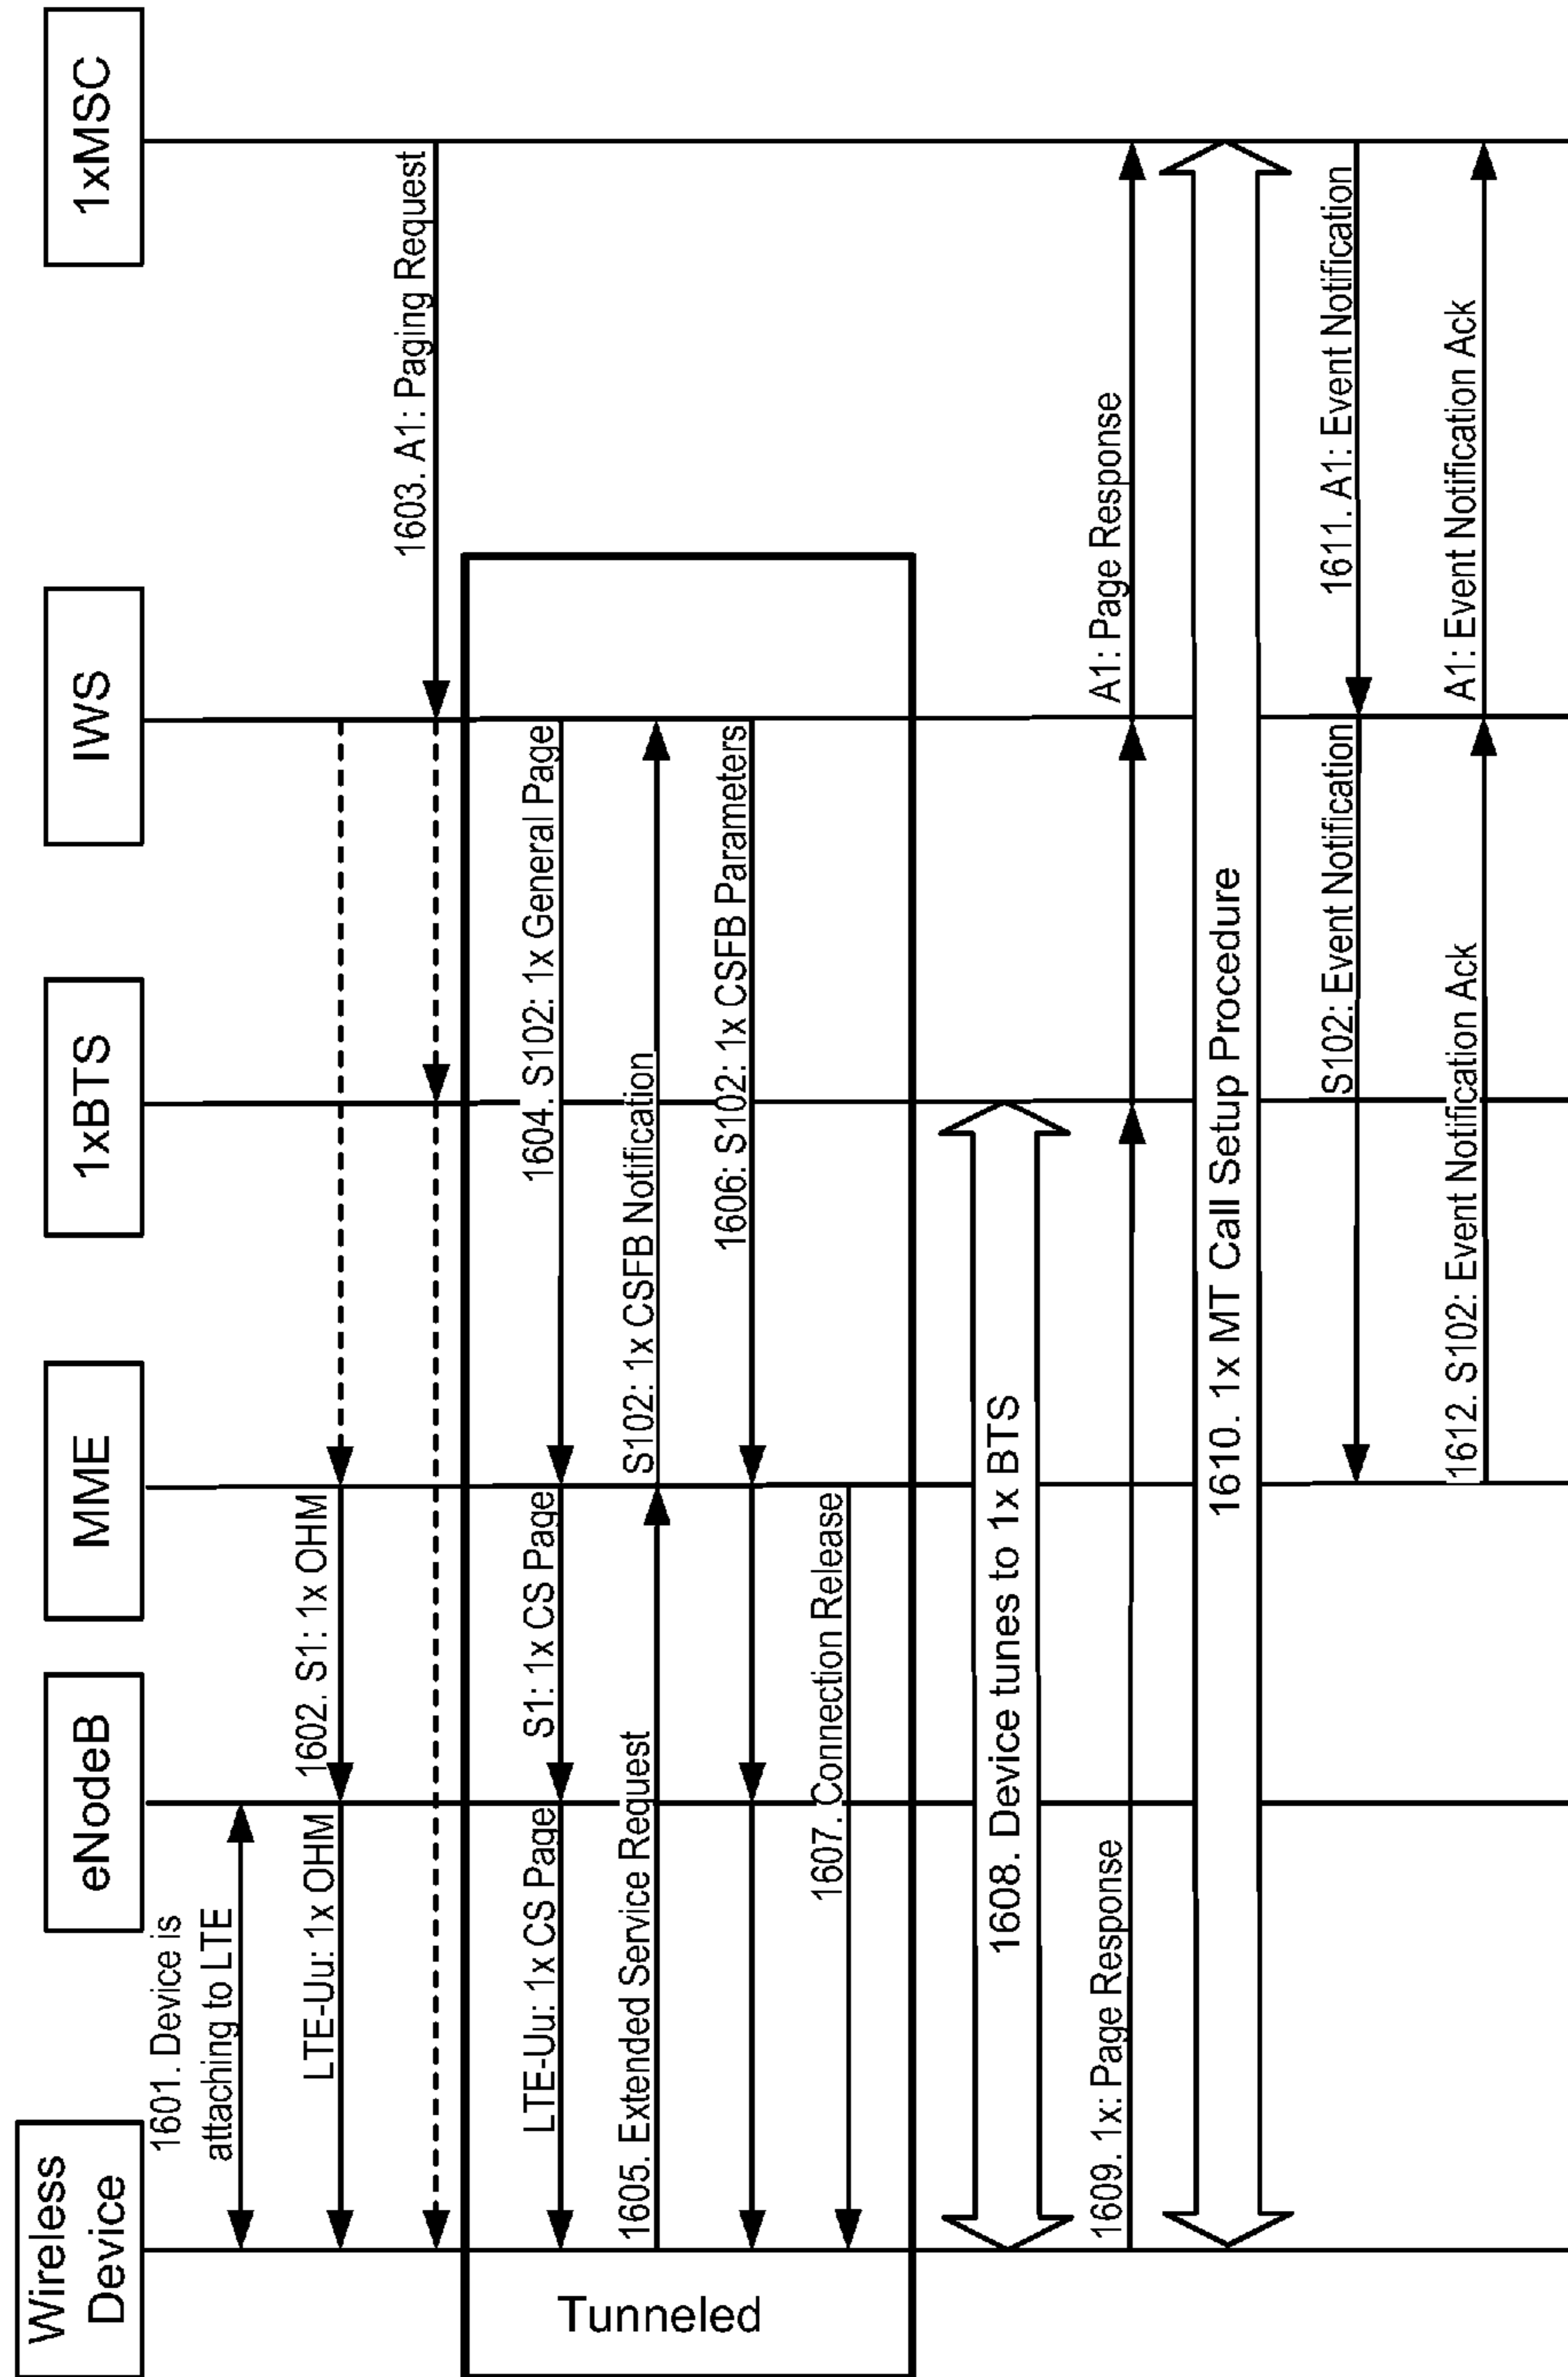 Wireless
Device
eNodeB
MME
1xBTS
IWS
1xMSC
1601. Device is
attaching to LTE
LTE-Uu: 1x OHM
1602. S1: 1x OHM
1603. A1: Paging Request
LTE-Uu: 1x CS Page
S1: 1x CS Page
1604. S102: 1x General Page
1605. Extended Service Request
S102: 1x CSFB Notification
1606: S102: 1x CSFB Parameters
1607. Connection Release
Tunneled
1608. Device tunes to 1x BTS
1609. 1x: Page Response
A1: Page Response
1610. 1x MT Call Setup Procedure
S102: Event Notification
1611. A1: Event Notification
1612. S102: Event Notification Ack
A1: Event Notification Ack